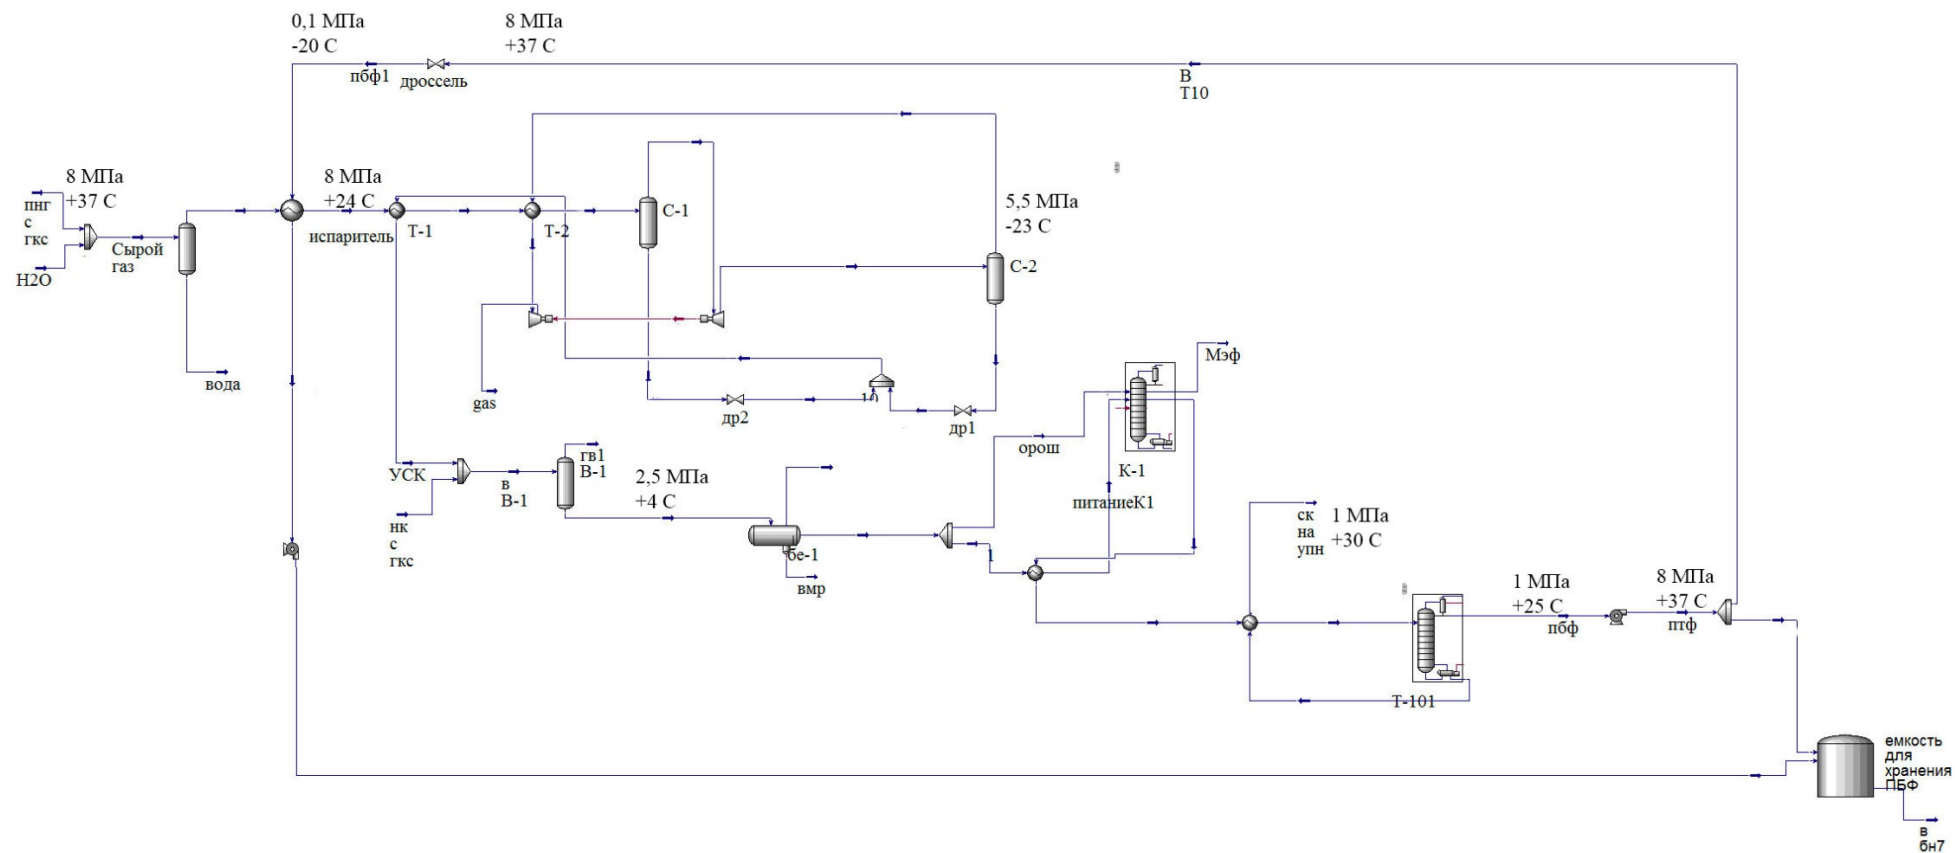 0,1 МПа
-20 C
8 МПа
+37 C
пбф1
дроссель
В
Т10
8 МПа
+37 C
пнг
с
гкс
H2O
Сырой
газ
вода
8 МПа
+24 C
испаритель
Т-1
Т-2
С-1
5,5 МПа
-23 C
С-2
gas
др2
10
др1
Мэф
орош
К-1
питаниеК1
УСК
нк
с
гкс
в
В-1
гв1
В-1
2,5 МПа
+4 C
бе-1
вмр
1
ск
на
упн
1 МПа
+30 C
Т-101
1 МПа
+25 C
пбф
8 МПа
+37 C
птф
емкость
для
хранения
ПБФ
в
бн7